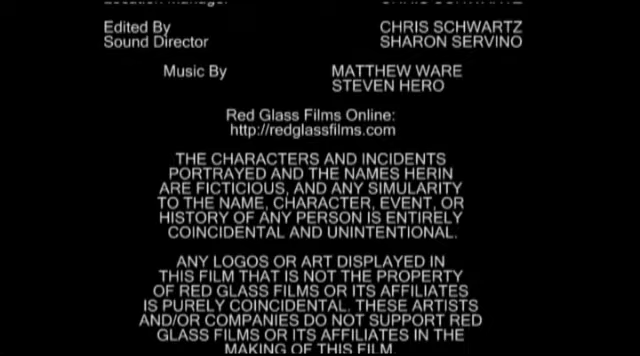 Location Manager CHRIS SCHWARTZ
Edited By CHRIS SCHWARTZ
Sound Director SHARON SERVINO
Music By MATTHEW WARE
STEVEN HERO
Red Glass Films Online:
http://redglassfilms.com
THE CHARACTERS AND INCIDENTS
PORTRAYED AND THE NAMES HERIN
ARE FICTICIOUS, AND ANY SIMULARITY
TO THE NAME, CHARACTER, EVENT, OR
HISTORY OF ANY PERSON IS ENTIRELY
COINCIDENTAL AND UNINTENTIONAL.
ANY LOGOS OR ART DISPLAYED IN
THIS FILM THAT IS NOT THE PROPERTY
OF RED GLASS FILMS OR ITS AFFILIATES
IS PURELY COINCIDENTAL. THESE ARTISTS
AND/OR COMPANIES DO NOT SUPPORT RED
GLASS FILMS OR ITS AFFILIATES IN THE
MAKING OF THIS FILM.